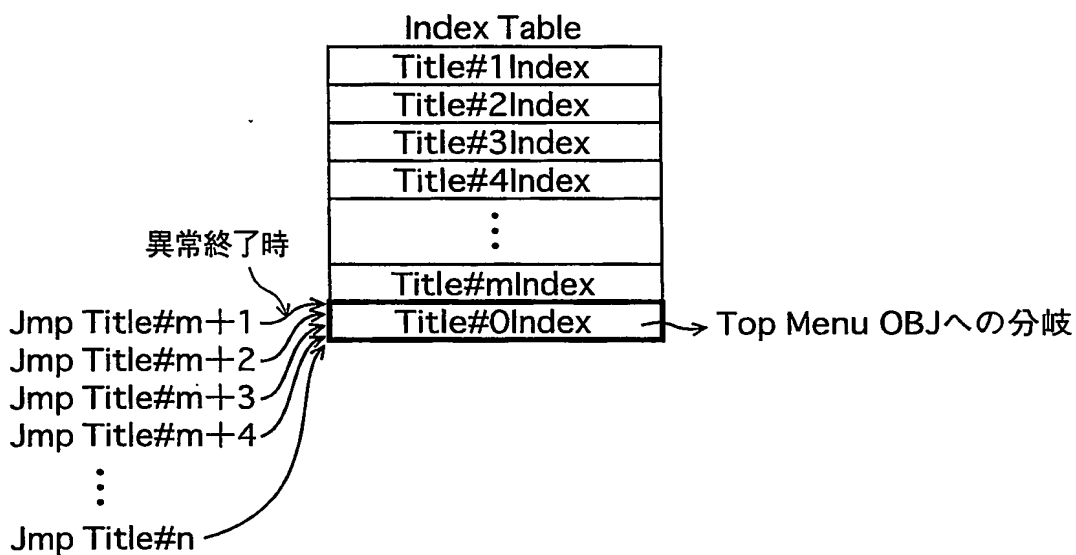 Index Table
Title#1Index
Title#2Index
Title#3Index
Title#4Index
⋮
Title#mIndex
Title#0Index
Top Menu OBJへの分岐
異常終了時
Jmp Title#m+1
Jmp Title#m+2
Jmp Title#m+3
Jmp Title#m+4
⋮
Jmp Title#n